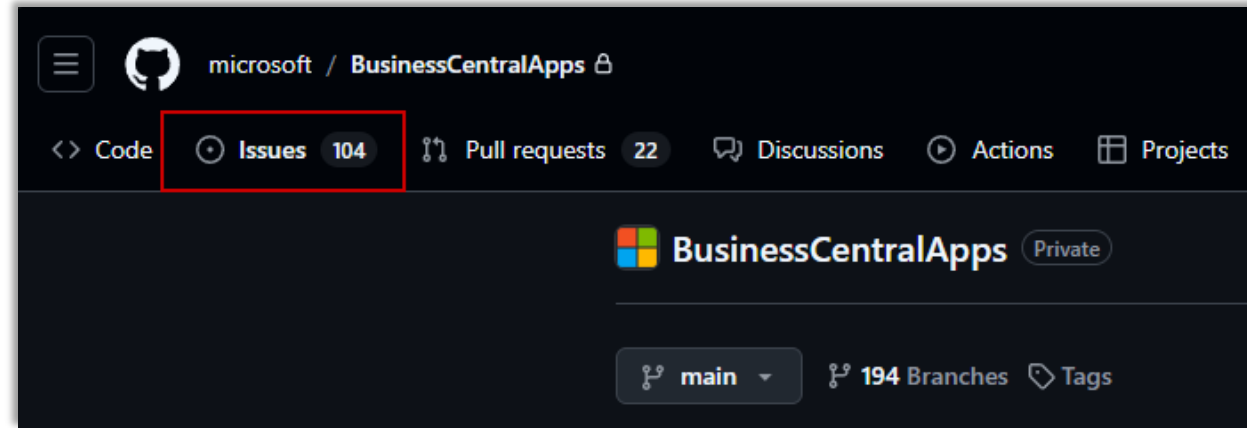 microsoft / BusinessCentralApps
Code Issues 104 Pull requests 22 Discussions Actions Projects
BusinessCentralApps Private
main 194 Branches Tags